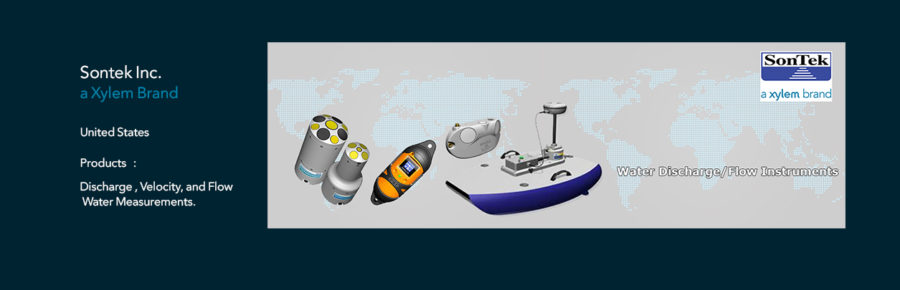 Sontek Inc.
a Xylem Brand
United States
Products :
Discharge , Velocity, and Flow
Water Measurements.
SonTek
a xylem brand
Water Discharge/Flow Instruments